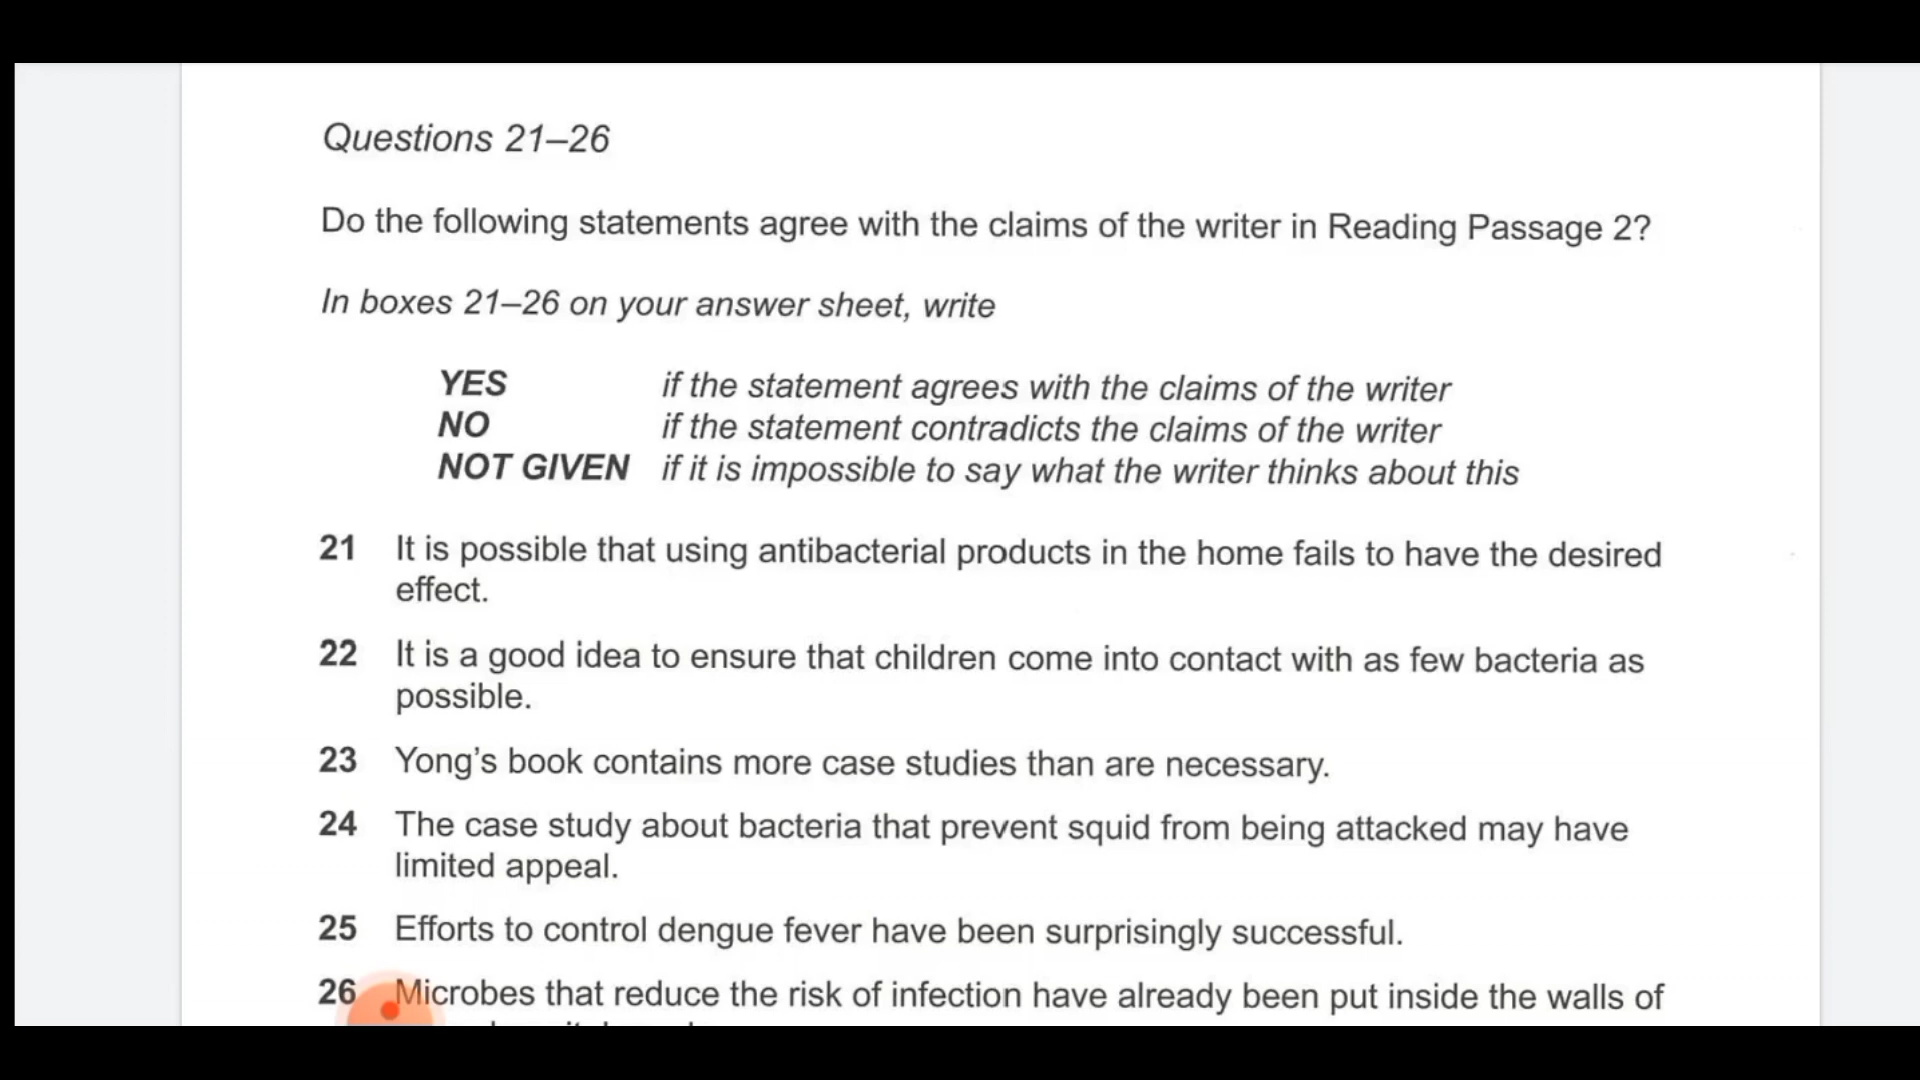 Questions 21–26
Do the following statements agree with the claims of the writer in Reading Passage 2?
In boxes 21–26 on your answer sheet, write
YES if the statement agrees with the claims of the writer
NO if the statement contradicts the claims of the writer
NOT GIVEN if it is impossible to say what the writer thinks about this
21 It is possible that using antibacterial products in the home fails to have the desired
effect.
22 It is a good idea to ensure that children come into contact with as few bacteria as
possible.
23 Yong's book contains more case studies than are necessary.
24 The case study about bacteria that prevent squid from being attacked may have
limited appeal.
25 Efforts to control dengue fever have been surprisingly successful.
26 Microbes that reduce the risk of infection have already been put inside the walls of